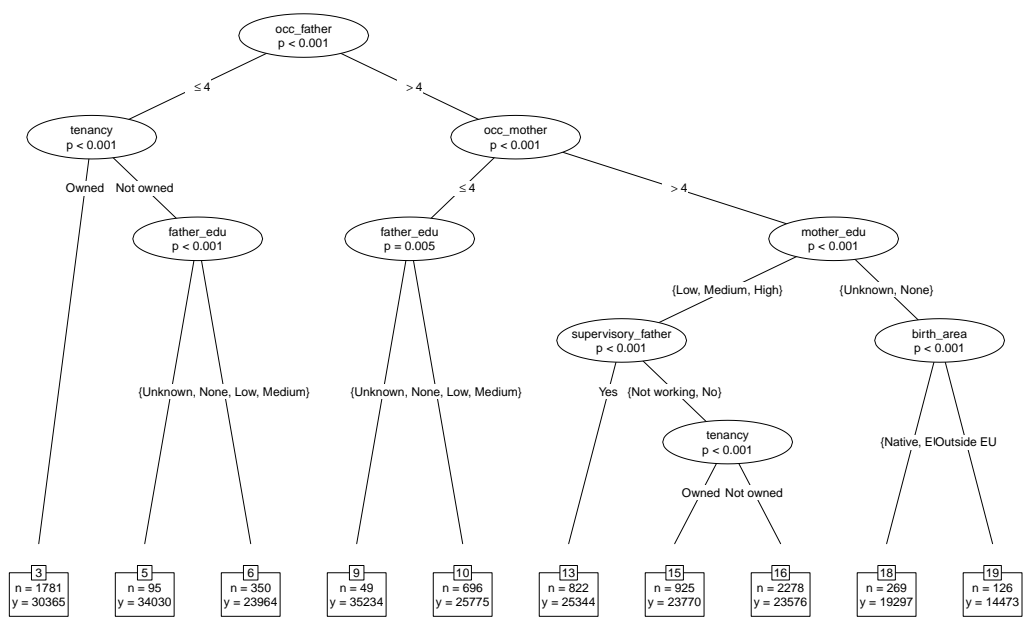 occ_father
p < 0.001
≤ 4
> 4
tenancy
p < 0.001
occ_mother
p < 0.001
Owned
Not owned
≤ 4
> 4
father_edu
p < 0.001
father_edu
p = 0.005
mother_edu
p < 0.001
{Low, Medium, High}
{Unknown, None}
supervisory_father
p < 0.001
birth_area
p < 0.001
{Unknown, None, Low, Medium}
{Unknown, None, Low, Medium}
Yes
{Not working, No}
tenancy
p < 0.001
{Native, E
Outside EU
Owned
Not owned
3
n = 1781
y = 30365
5
n = 95
y = 34030
6
n = 350
y = 23964
9
n = 49
y = 35234
10
n = 696
y = 25775
13
n = 822
y = 25344
15
n = 925
y = 23770
16
n = 2278
y = 23576
18
n = 269
y = 19297
19
n = 126
y = 14473